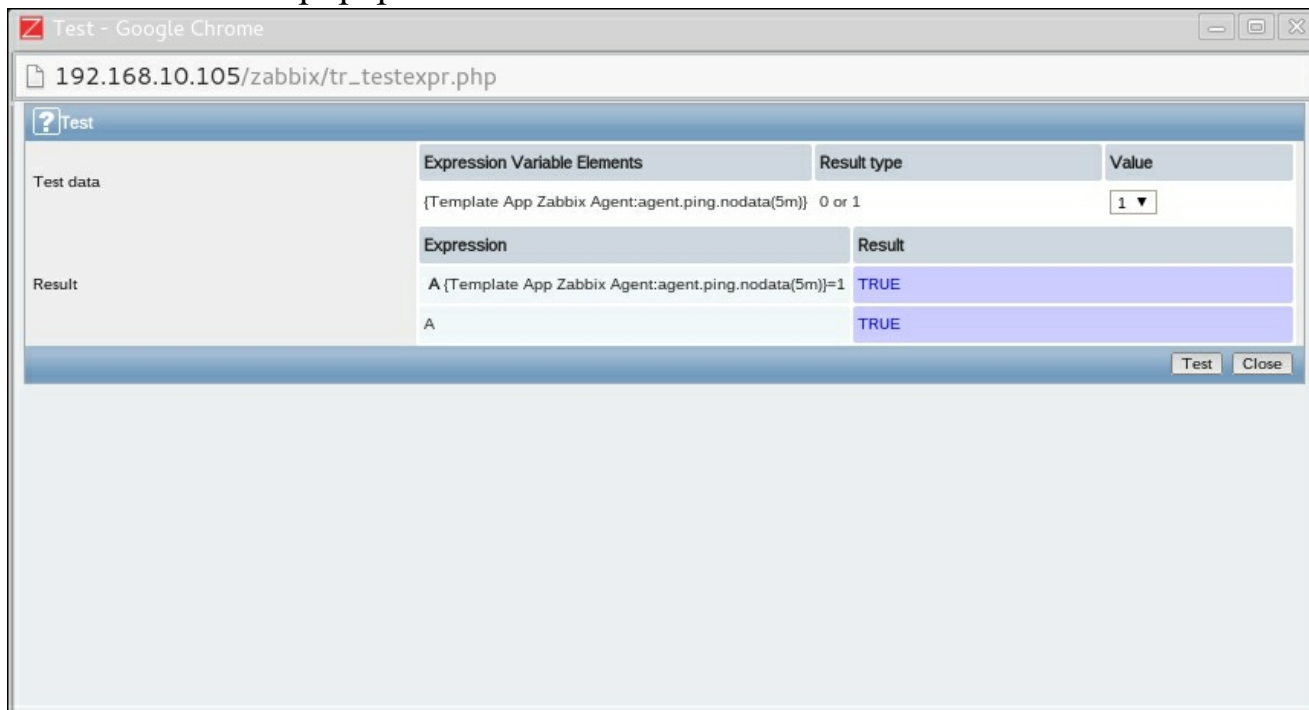 Test - Google Chrome
192.168.10.105/zabbix/tr_testexpr.php
?Test
Test data
Expression Variable Elements Result type Value
{Template App Zabbix Agent:agent.ping.nodata(5m)} 0 or 1 1 ▼
Result
Expression Result
A {Template App Zabbix Agent:agent.ping.nodata(5m)}=1 TRUE
A TRUE
Test Close